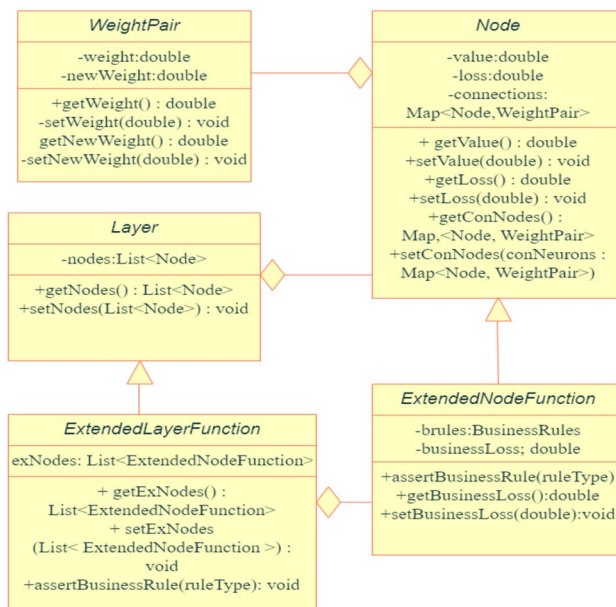 WeightPair
-weight:double
-newWeight:double
+getWeight() : double
-setWeight(double) : void
getNewWeight() : double
-setNewWeight(double) : void
Node
-value:double
-loss:double
-connections:
Map<Node,WeightPair>
+ getValue() : double
+setValue(double) : void
+getLoss() : double
+setLoss(double) : void
+getConNodes() :
Map,<Node, WeightPair>
+setConNodes(conNeurons :
Map<Node, WeightPair>)
Layer
-nodes:List<Node>
+getNodes() : List<Node>
+setNodes(List<Node>) : void
ExtendedLayerFunction
exNodes: List<ExtendedNodeFunction>
+ getExNodes() :
List<ExtendedNodeFunction>
+ setExNodes
(List< ExtendedNodeFunction >) :
void
+assertBusinessRule(ruleType): void
ExtendedNodeFunction
-brules:BusinessRules
-businessLoss; double
+assertBusinessRule(ruleType)
+getBusinessLoss():double
+setBusinessLoss(double):void